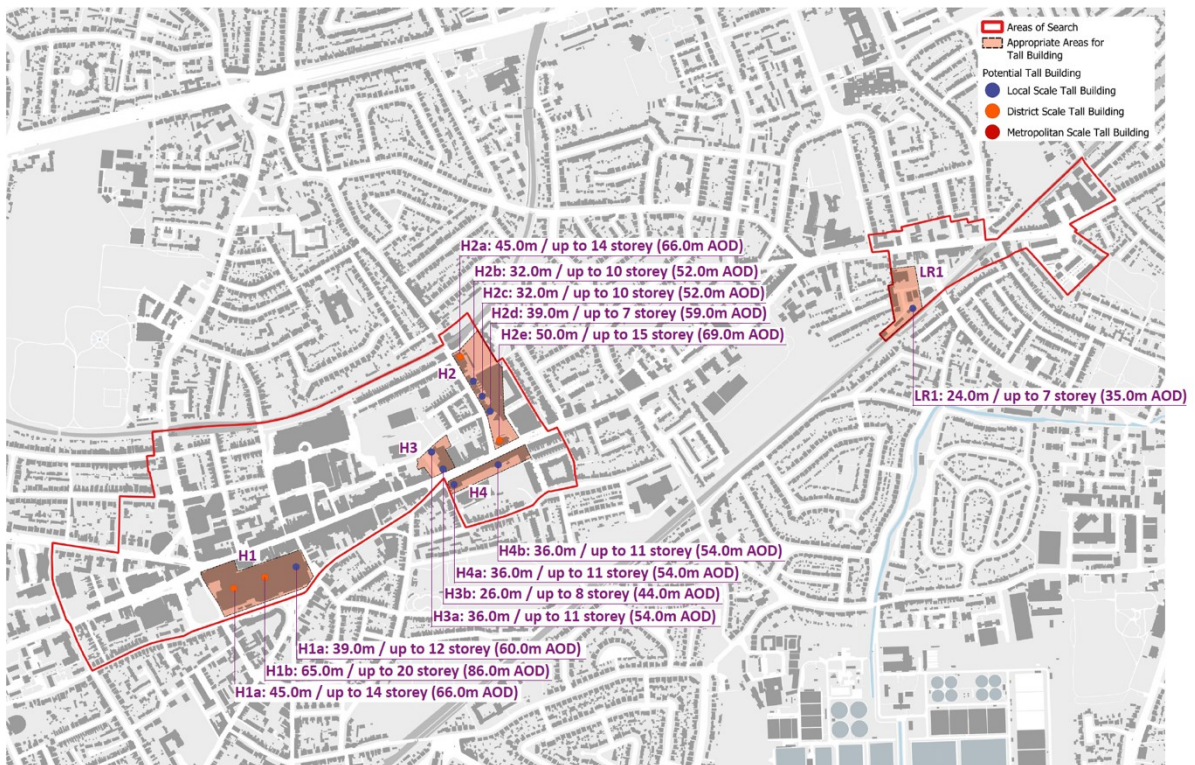 Areas of Search
Appropriate Areas for
Tall Building
Potential Tall Building
Local Scale Tall Building
District Scale Tall Building
Metropolitan Scale Tall Building
H2a: 45.0m / up to 14 storey (66.0m AOD)
H2b: 32.0m / up to 10 storey (52.0m AOD)
H2c: 32.0m / up to 10 storey (52.0m AOD)
H2d: 39.0m / up to 7 storey (59.0m AOD)
H2e: 50.0m / up to 15 storey (69.0m AOD)
LR1
H2
LR1: 24.0m / up to 7 storey (35.0m AOD)
H3
H4
H1
H4b: 36.0m / up to 11 storey (54.0m AOD)
H4a: 36.0m / up to 11 storey (54.0m AOD)
H3b: 26.0m / up to 8 storey (44.0m AOD)
H3a: 36.0m / up to 11 storey (54.0m AOD)
H1a: 39.0m / up to 12 storey (60.0m AOD)
H1b: 65.0m / up to 20 storey (86.0m AOD)
H1a: 45.0m / up to 14 storey (66.0m AOD)